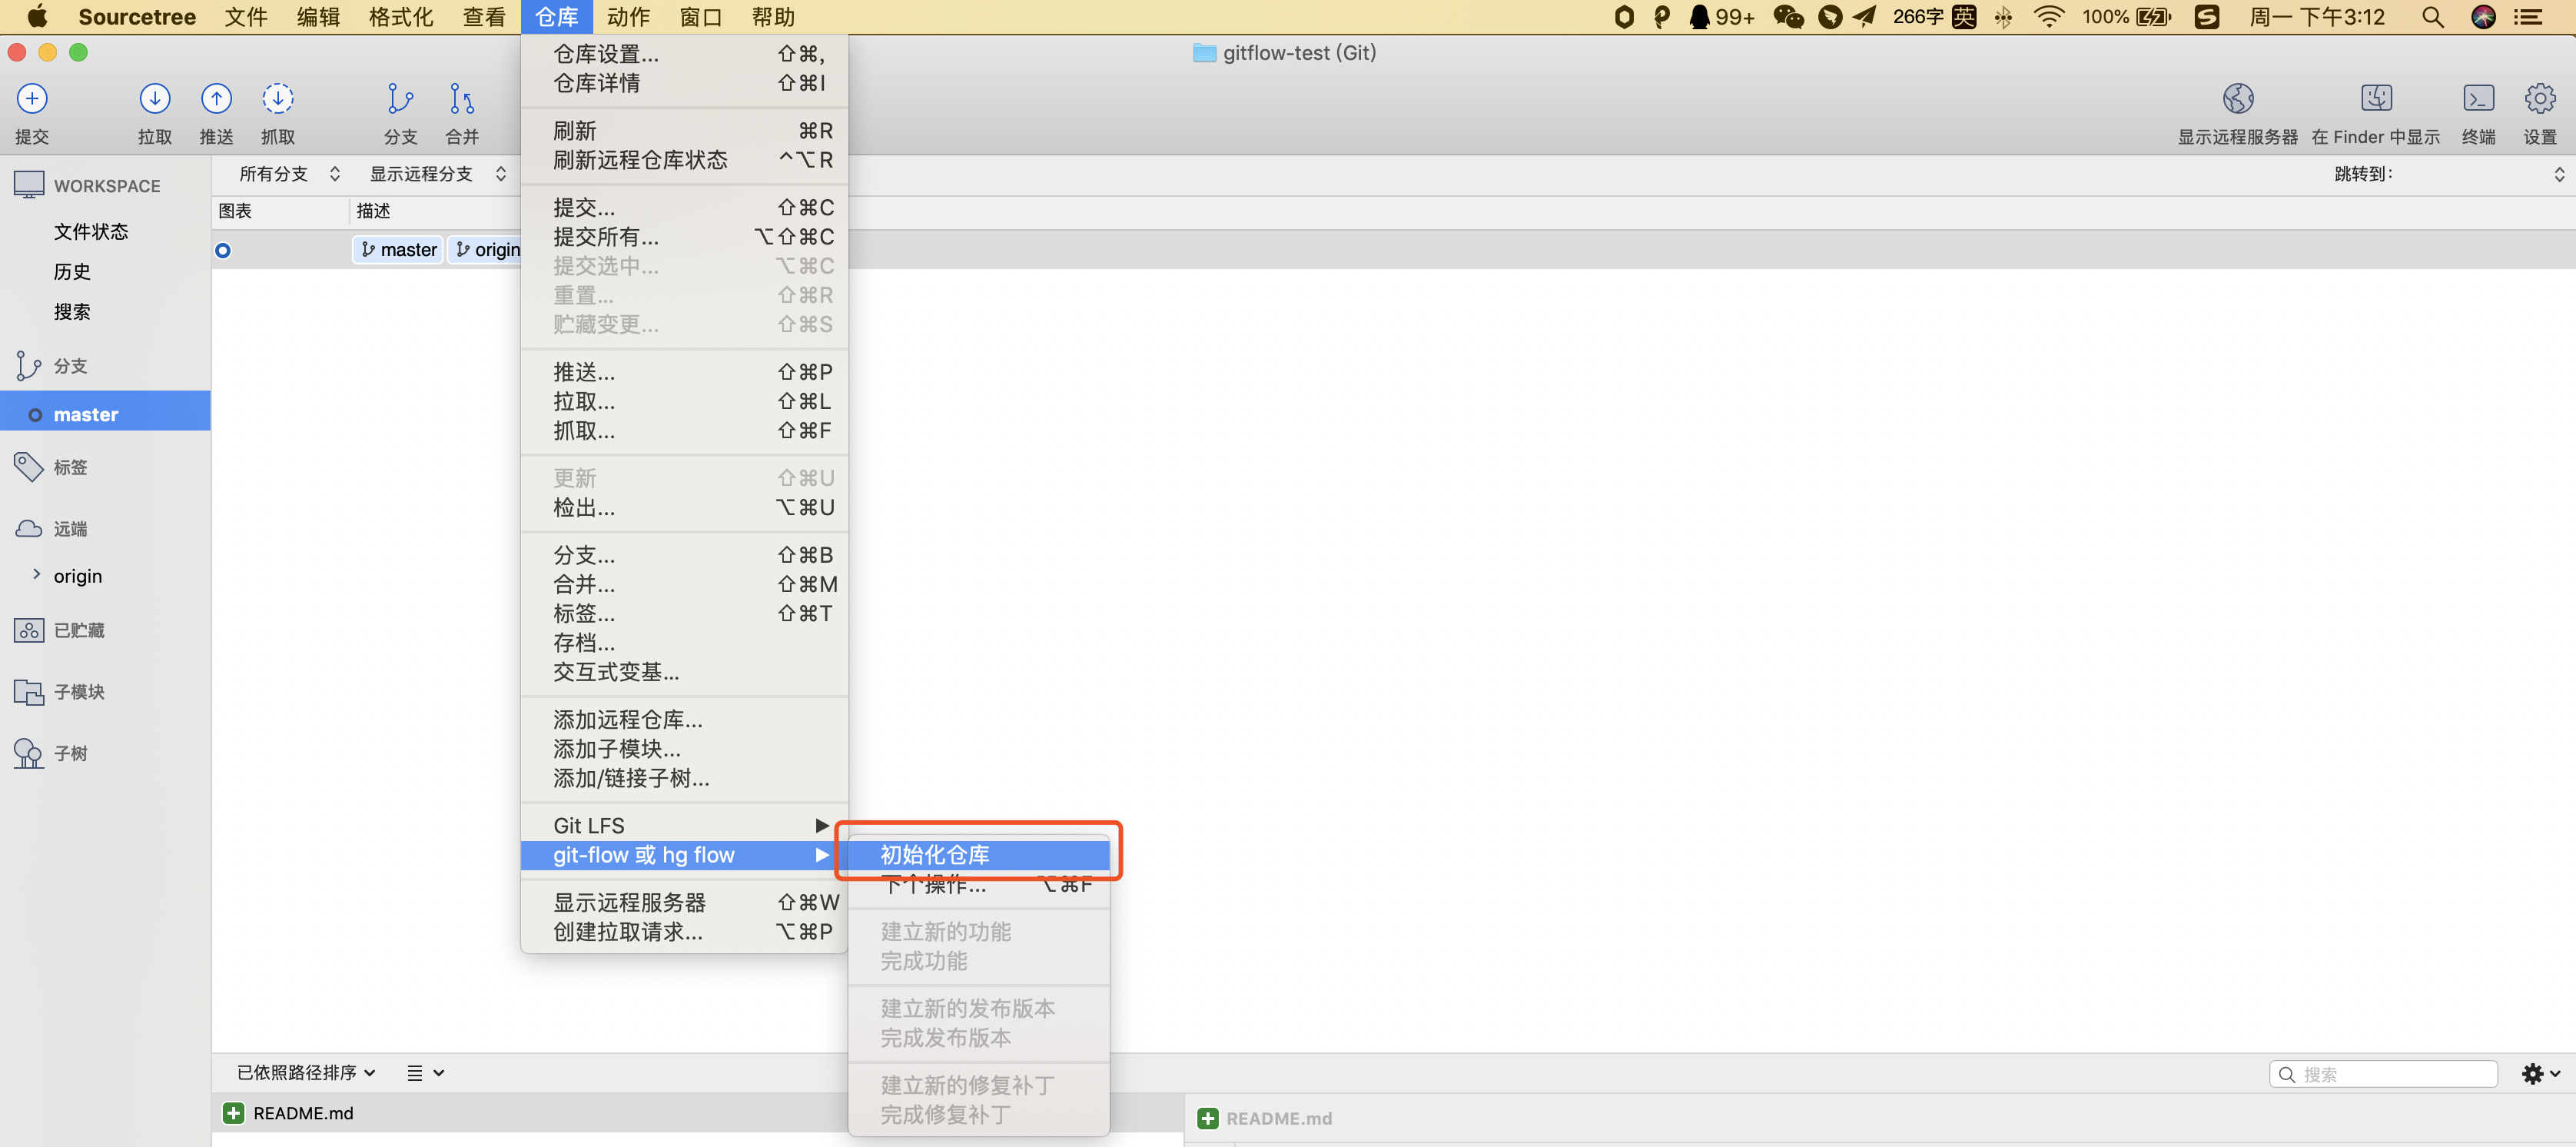 Sourcetree 文件 编辑 格式化 查看 仓库 动作 窗口 帮助 99+ 266字 英 100% 周一 下午3:12
gitflow-test (Git)
提交 拉取 推送 抓取 分支 合并 显示远程服务器 在 Finder 中显示 终端 设置
所有分支 显示远程分支 跳转到:
图表 描述
master origin
WORKSPACE
文件状态
历史
搜索
分支
master
标签
远端
origin
已贮藏
子模块
子树
仓库设置... ⇧⌘,
仓库详情 ⇧⌘I
刷新 ⌘R
刷新远程仓库状态 ^⌥R
提交... ⇧⌘C
提交所有... ⌥⇧⌘C
提交选中... ⌥⌘C
重置... ⇧⌘R
贮藏变更... ⇧⌘S
推送... ⇧⌘P
拉取... ⇧⌘L
抓取... ⇧⌘F
更新 ⇧⌘U
检出... ⌥⌘U
分支... ⇧⌘B
合并... ⇧⌘M
标签... ⇧⌘T
存档...
交互式变基...
添加远程仓库...
添加子模块...
添加/链接子树...
Git LFS
git-flow 或 hg flow
显示远程服务器 ⇧⌘W
创建拉取请求... ⌥⌘P
初始化仓库
下个操作... ⌥⌘F
建立新的功能
完成功能
建立新的发布版本
完成发布版本
建立新的修复补丁
完成修复补丁
已依照路径排序 搜索
README.md
README.md